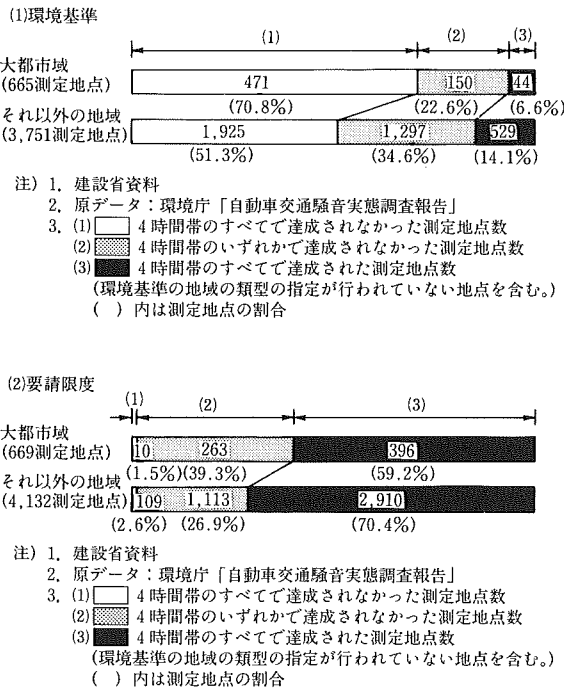 (1)環境基準
(1) (2) (3)
大都市域
(665測定地点) 471 150 44
(70.8%) (22.6%) (6.6%)
それ以外の地域
(3,751測定地点) 1,925 1,297 529
(51.3%) (34.6%) (14.1%)
注) 1. 建設省資料
2. 原データ:環境庁「自動車交通騒音実態調査報告」
3. (1) 4時間帯のすべてで達成されなかった測定地点数
(2) 4時間帯のいずれかで達成されなかった測定地点数
(3) 4時間帯のすべてで達成された測定地点数
(環境基準の地域の類型の指定が行われていない地点を含む。)
( ) 内は測定地点の割合
(2)要請限度
(1) (2) (3)
大都市域
(669測定地点) 10 263 396
(1.5%) (39.3%) (59.2%)
それ以外の地域
(4,132測定地点) 109 1,113 2,910
(2.6%) (26.9%) (70.4%)
注) 1. 建設省資料
2. 原データ:環境庁「自動車交通騒音実態調査報告」
3. (1) 4時間帯のすべてで達成されなかった測定地点数
(2) 4時間帯のいずれかで達成されなかった測定地点数
(3) 4時間帯のすべてで達成された測定地点数
(環境基準の地域の類型の指定が行われていない地点を含む。)
( ) 内は測定地点の割合